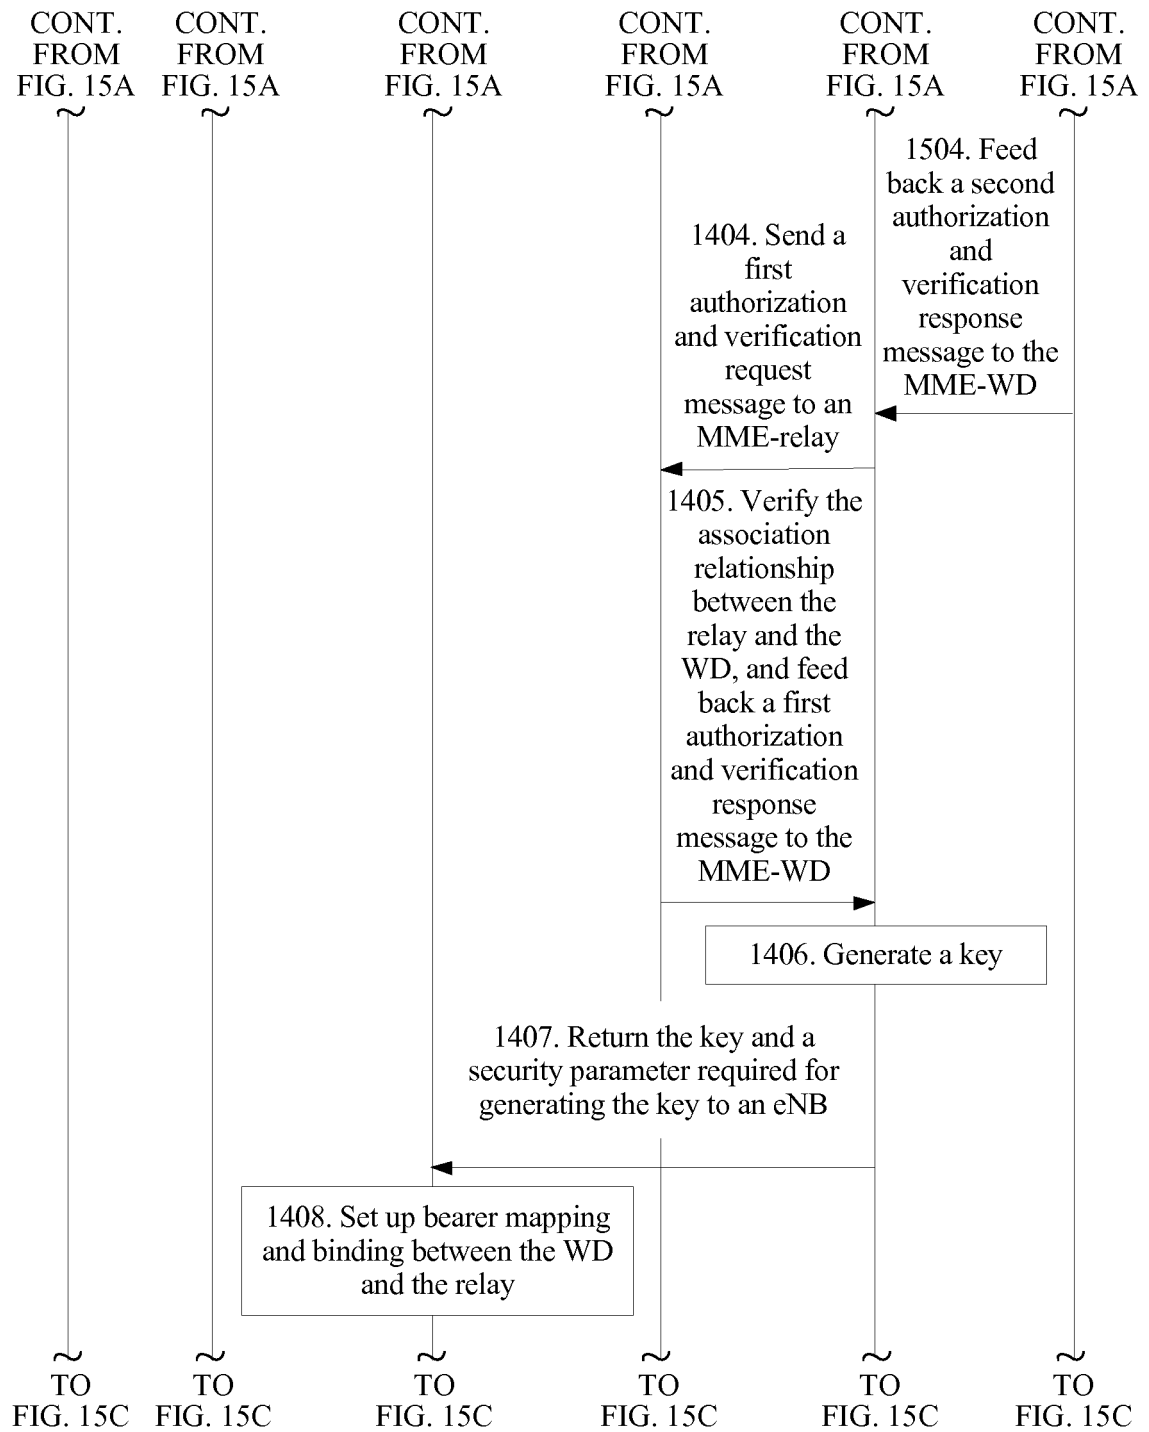 CONT.
FROM
FIG. 15A
CONT.
FROM
FIG. 15A
CONT.
FROM
FIG. 15A
CONT.
FROM
FIG. 15A
CONT.
FROM
FIG. 15A
CONT.
FROM
FIG. 15A
1504. Feed
back a second
authorization
and
verification
response
message to the
MME-WD
1404. Send a
first
authorization
and verification
request
message to an
MME-relay
1405. Verify the
association
relationship
between the
relay and the
WD, and feed
back a first
authorization
and verification
response
message to the
MME-WD
1406. Generate a key
1407. Return the key and a
security parameter required for
generating the key to an eNB
1408. Set up bearer mapping
and binding between the WD
and the relay
TO
FIG. 15C
TO
FIG. 15C
TO
FIG. 15C
TO
FIG. 15C
TO
FIG. 15C
TO
FIG. 15C